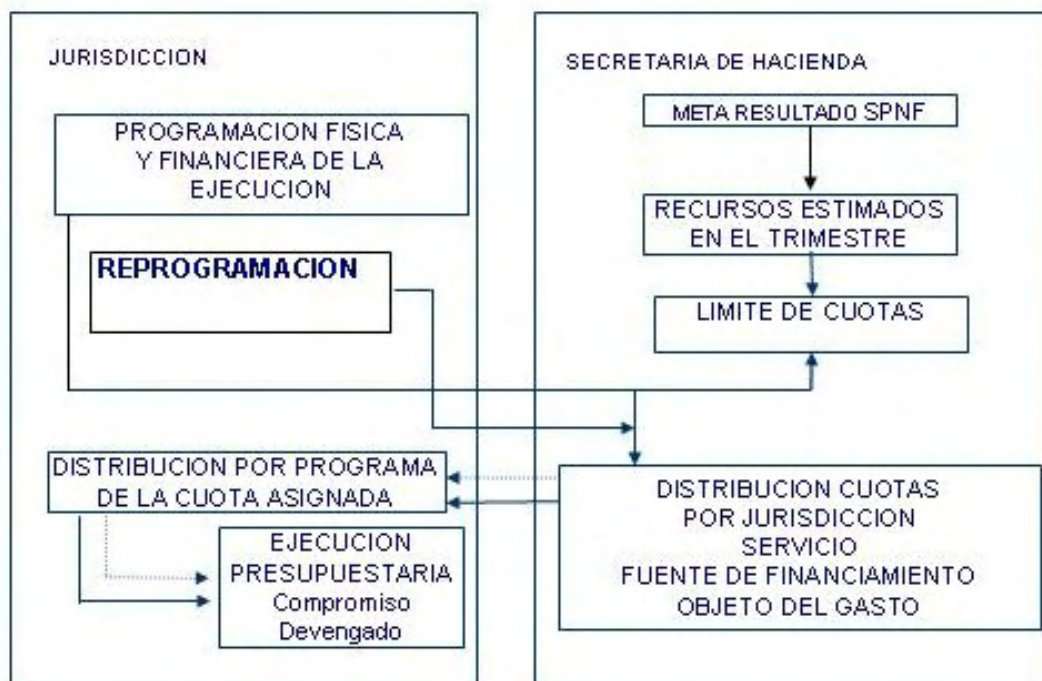 JURISDICCION
PROGRAMACION FISICA
Y FINANCIERA DE LA
EJECUCION
REPROGRAMACION
DISTRIBUCION POR PROGRAMA
DE LA CUOTA ASIGNADA
EJECUCION
PRESUPUESTARIA
Compromiso
Devengado
SECRETARIA DE HACIENDA
META RESULTADO SPNF
RECURSOS ESTIMADOS
EN EL TRIMESTRE
LIMITE DE CUOTAS
DISTRIBUCION CUOTAS
POR JURISDICCION
SERVICIO
FUENTE DE FINANCIAMIENTO
OBJETO DEL GASTO